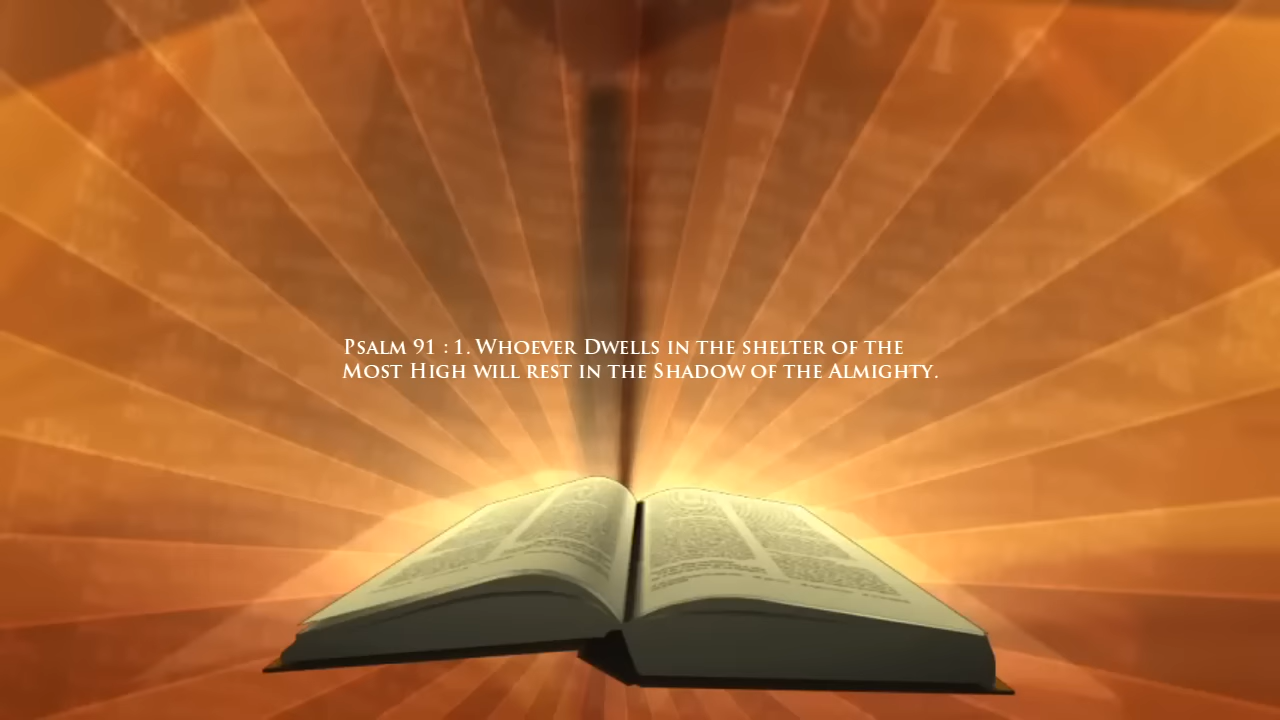 Psalm 91 : 1. Whoever Dwells in the shelter of the
Most High will rest in the Shadow of the Almighty.